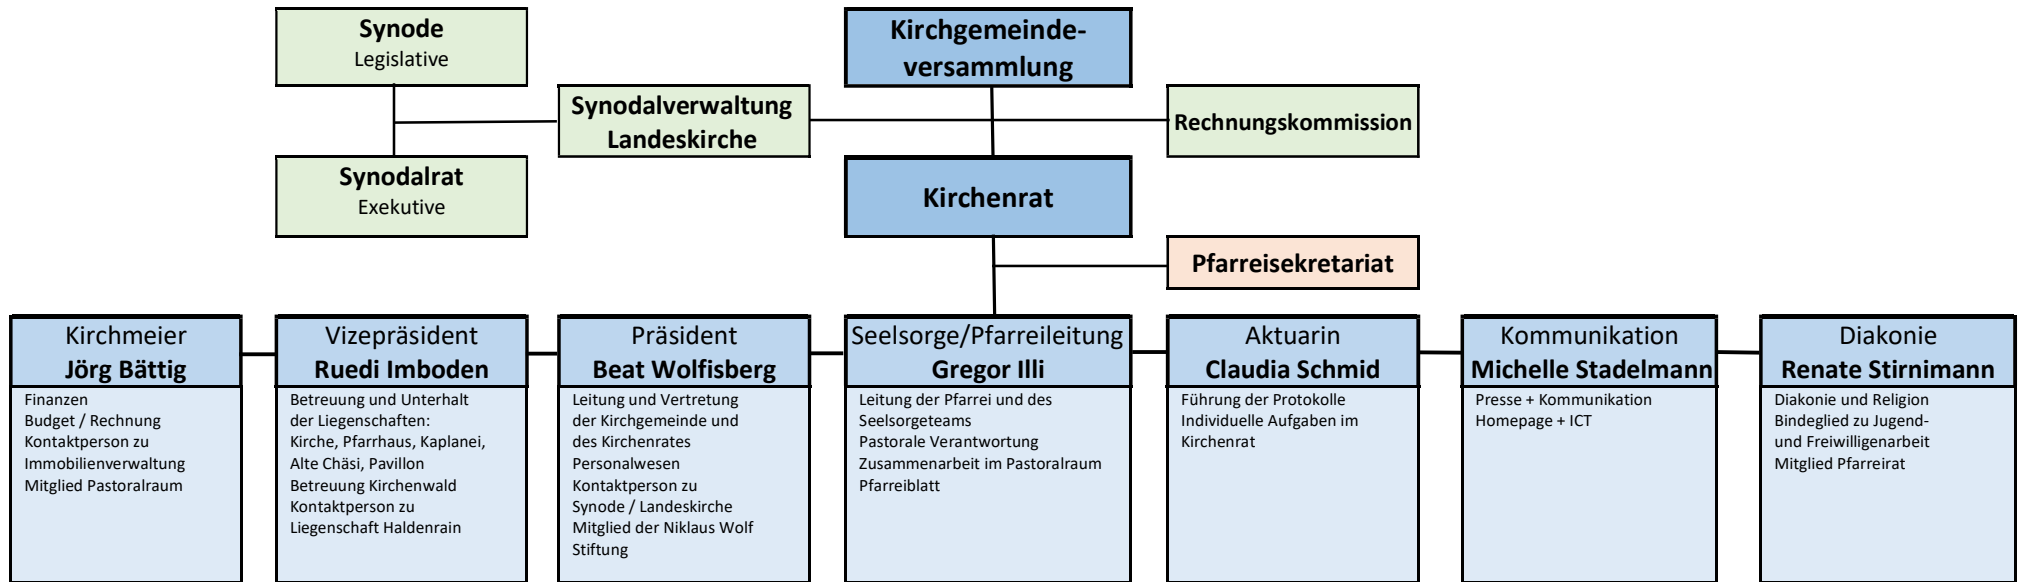 Synode
Legislative
Kirchgemeinde-
versammlung
Synodalverwaltung
Landeskirche
Rechnungskommission
Synodalrat
Exekutive
Kirchenrat
Pfarreisekretariat
Kirchmeier
Jörg Bättig
Finanzen
Budget / Rechnung
Kontaktperson zu
Immobilienverwaltung
Mitglied Pastoralraum
Vizepräsident
Ruedi Imboden
Betreuung und Unterhalt
der Liegenschaften:
Kirche, Pfarrhaus, Kaplanei,
Alte Chäsi, Pavillon
Betreuung Kirchenwald
Kontaktperson zu
Liegenschaft Haldenrain
Präsident
Beat Wolfisberg
Leitung und Vertretung
der Kirchgemeinde und
des Kirchenrates
Personalwesen
Kontaktperson zu
Synode / Landeskirche
Mitglied der Niklaus Wolf
Stiftung
Seelsorge/Pfarreileitung
Gregor Illi
Leitung der Pfarrei und des
Seelsorgeteams
Pastorale Verantwortung
Zusammenarbeit im Pastoralraum
Pfarreiblatt
Aktuarin
Claudia Schmid
Führung der Protokolle
Individuelle Aufgaben im
Kirchenrat
Kommunikation
Michelle Stadelmann
Presse + Kommunikation
Homepage + ICT
Diakonie
Renate Stirnimann
Diakonie und Religion
Bindeglied zu Jugend-
und Freiwilligenarbeit
Mitglied Pfarreirat